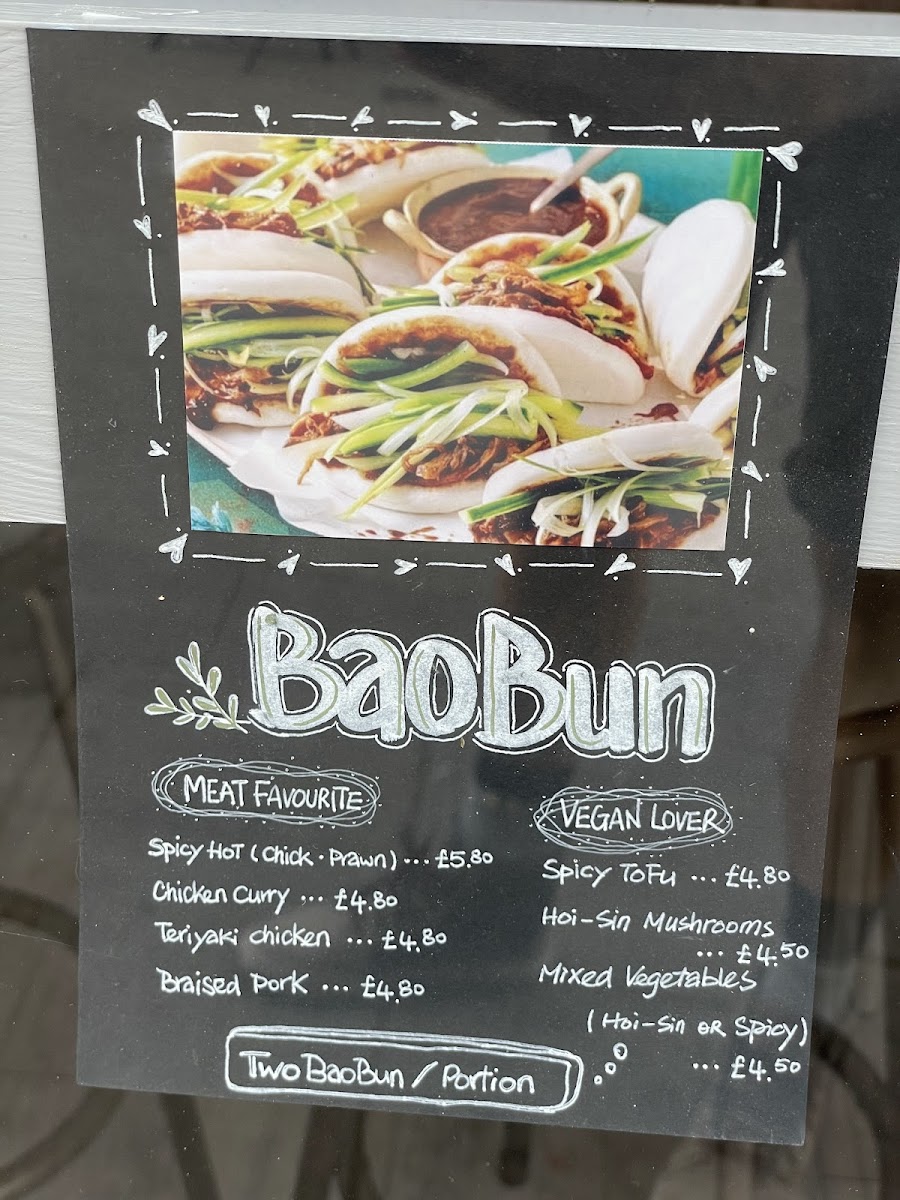 BaoBun
MEAT FAVOURITE
Spicy HoT (Chick · Prawn) ... £5.80
Chicken Curry ... £4.80
Teriyaki chicken ... £4.80
Braised Pork ... £4.80
VEGAN LOVER
Spicy ToFu ... £4.80
Hoi-Sin Mushrooms
... £4.50
Mixed Vegetables
(Hoi-Sin OR Spicy)
... £4.50
Two BaoBun / Portion